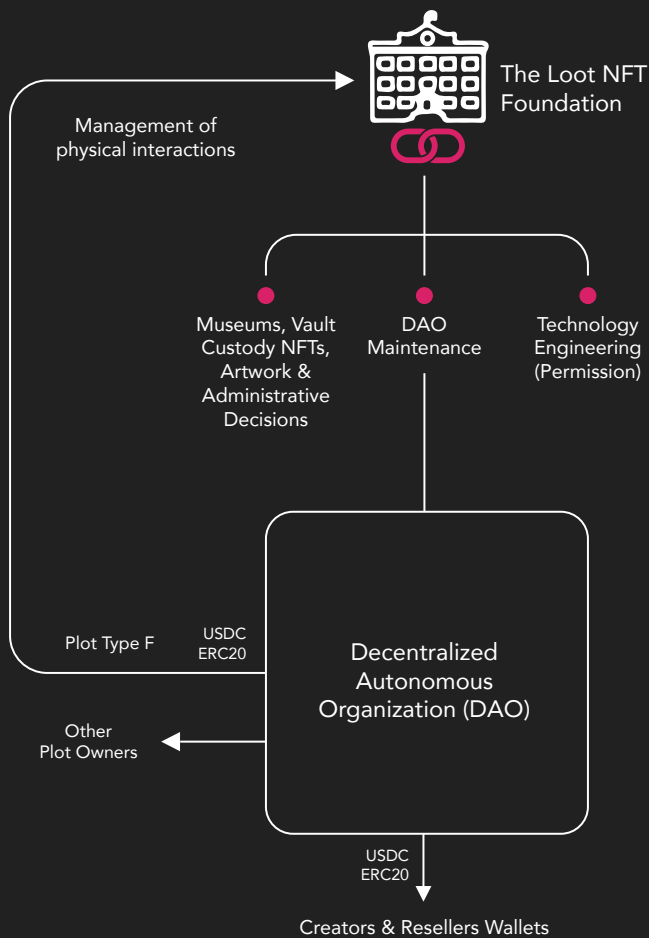 The Loot NFT
Foundation
Management of
physical interactions
Museums, Vault
Custody NFTs,
Artwork &
Administrative
Decisions
DAO
Maintenance
Technology
Engineering
(Permission)
Plot Type F
USDC
ERC20
Decentralized
Autonomous
Organization (DAO)
Other
Plot Owners
USDC
ERC20
Creators & Resellers Wallets